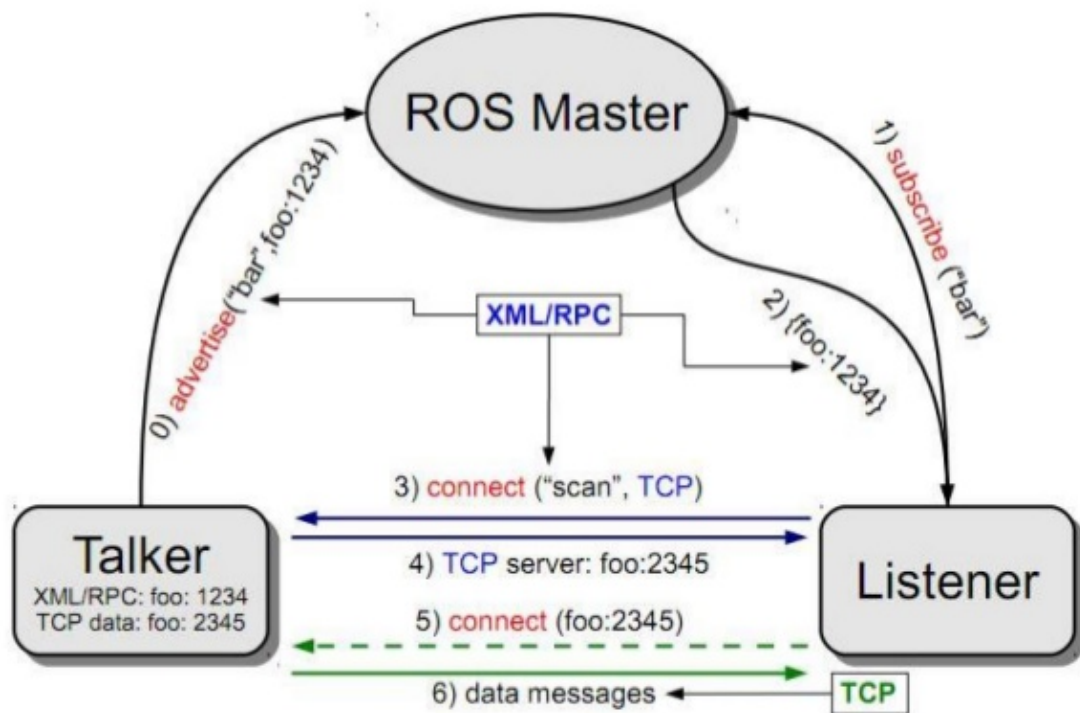 ROS Master
0) advertise(“bar”,foo:1234)
1) subscribe (“bar”)
XML/RPC
2) {foo:1234}
3) connect (“scan”, TCP)
4) TCP server: foo:2345
Talker
XML/RPC: foo: 1234
TCP data: foo: 2345
Listener
5) connect (foo:2345)
6) data messages
TCP